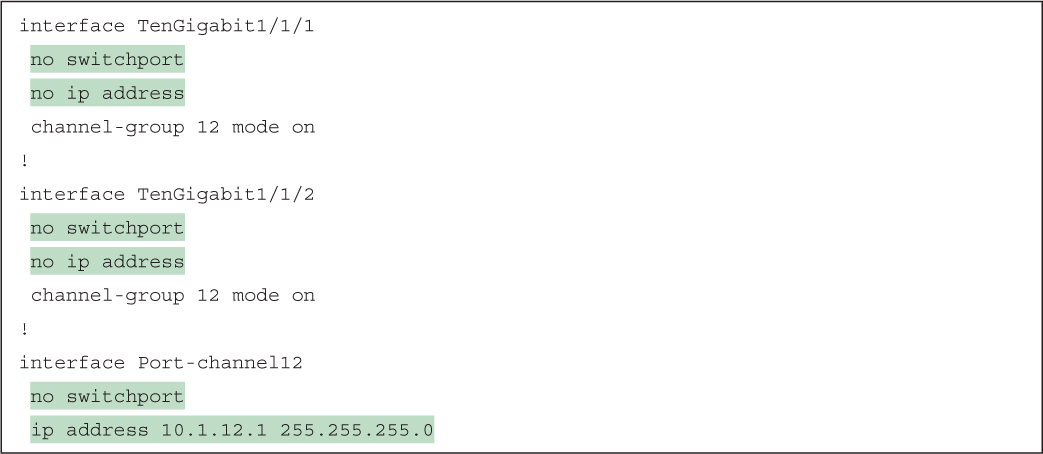 interface TenGigabit1/1/1
no switchport
no ip address
channel-group 12 mode on
!
interface TenGigabit1/1/2
no switchport
no ip address
channel-group 12 mode on
!
interface Port-channel12
no switchport
ip address 10.1.12.1 255.255.255.0